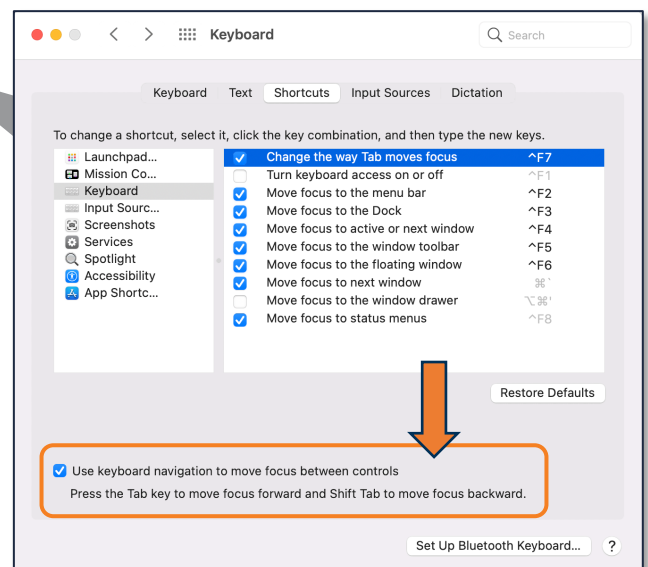 Keyboard
Search
Keyboard Text Shortcuts Input Sources Dictation
To change a shortcut, select it, click the key combination, and then type the new keys.
Launchpad...
Mission Co...
Keyboard
Input Sourc...
Screenshots
Services
Spotlight
Accessibility
App Shortc...
Change the way Tab moves focus ^F7
Turn keyboard access on or off ^F1
Move focus to the menu bar ^F2
Move focus to the Dock ^F3
Move focus to active or next window ^F4
Move focus to the window toolbar ^F5
Move focus to the floating window ^F6
Move focus to next window ⌘`
Move focus to the window drawer ⌥⌘'
Move focus to status menus ^F8
Restore Defaults
Use keyboard navigation to move focus between controls
Press the Tab key to move focus forward and Shift Tab to move focus backward.
Set Up Bluetooth Keyboard... ?